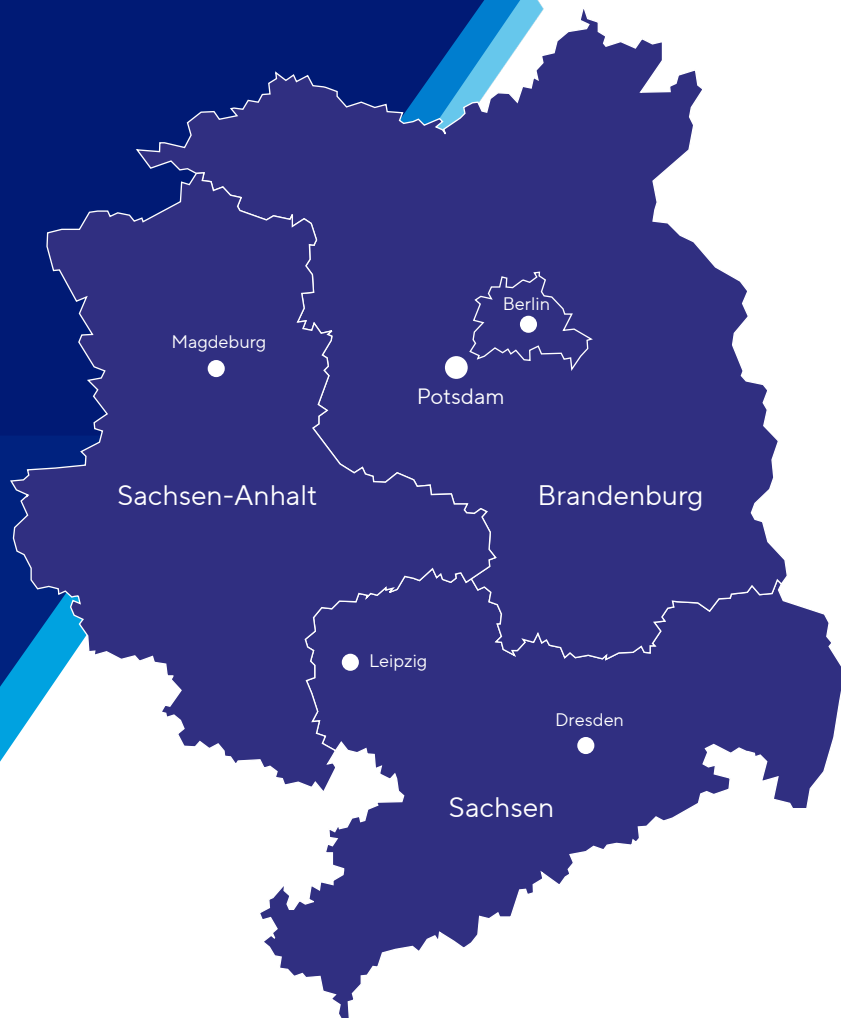 Berlin
Magdeburg
Potsdam
Sachsen-Anhalt
Brandenburg
Leipzig
Dresden
Sachsen